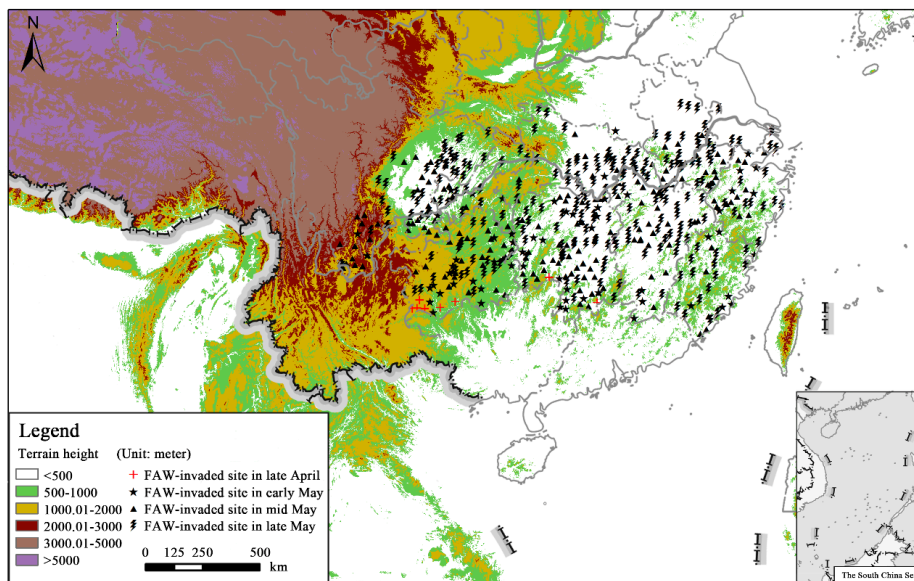 N
Legend
Terrain height (Unit: meter)
<500
500-1000
1000.01-2000
2000.01-3000
3000.01-5000
>5000
FAW-invaded site in late April
FAW-invaded site in early May
FAW-invaded site in mid May
FAW-invaded site in late May
0 125 250 500
km
The South China Se